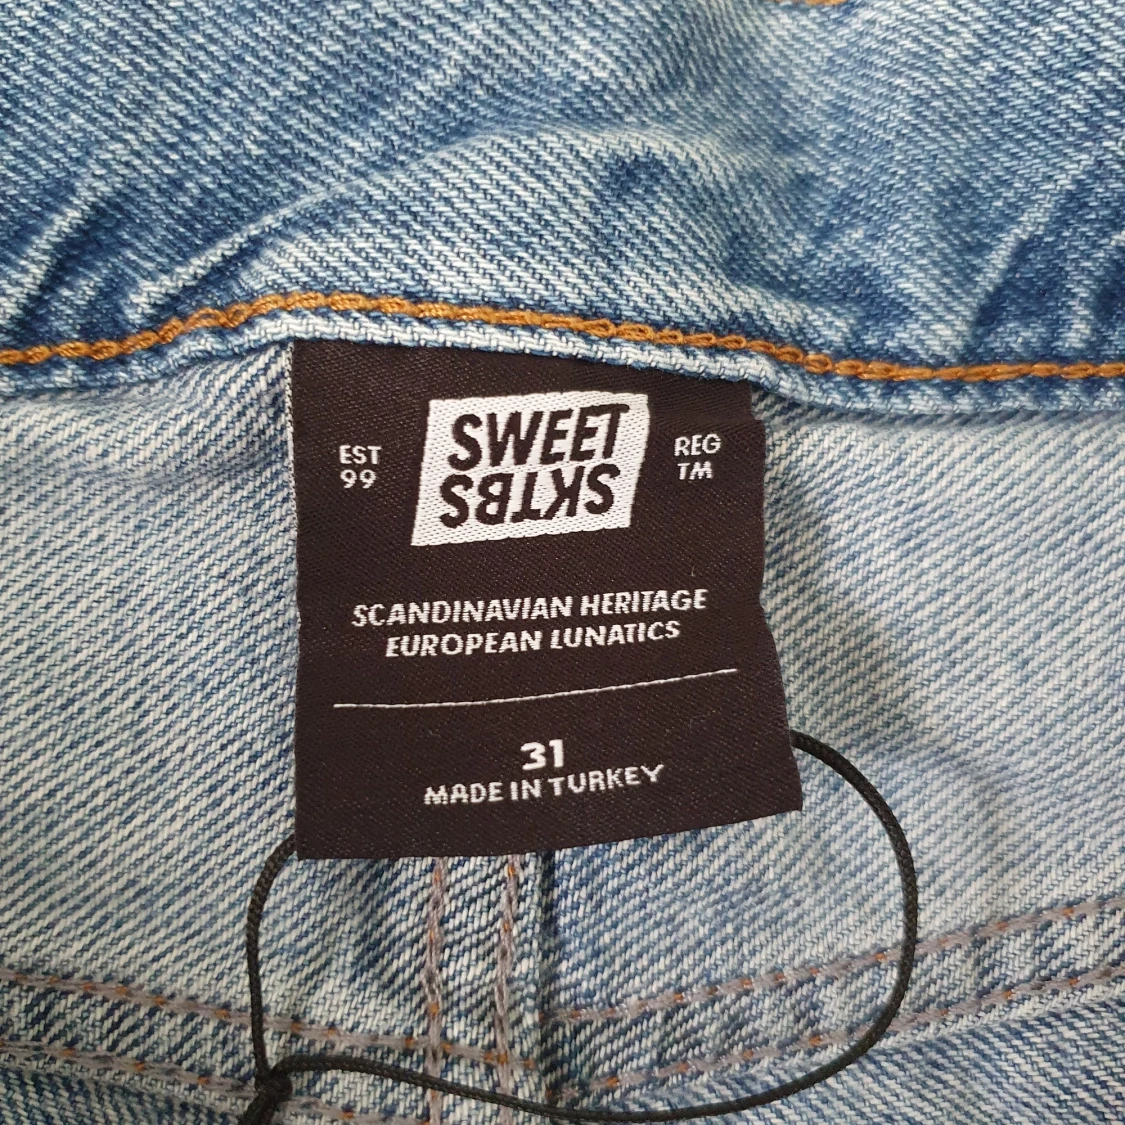 EST
99
SWEET
SKTBS
REG
TM
SCANDINAVIAN HERITAGE
EUROPEAN LUNATICS
31
MADE IN TURKEY